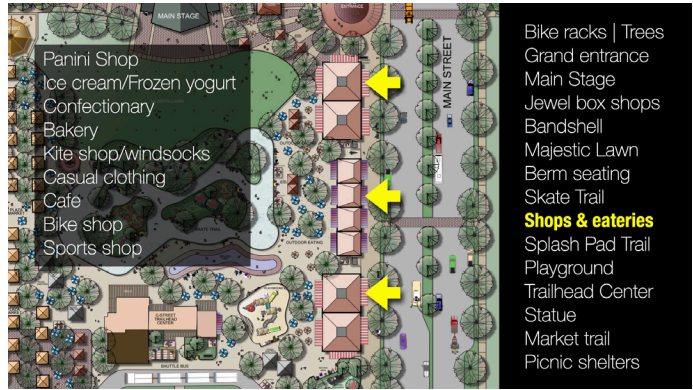 MAIN STAGE
ENTRANCE
Panini Shop
Ice cream/Frozen yogurt
Confectionary
Bakery
Kite shop/windsocks
Casual clothing
Cafe
Bike shop
Sports shop
SKATE TRAIL
OUTDOOR EATING
C-STREET
TRAILHEAD
CENTER
SHUTTLE BUS
MAIN STREET
Bike racks | Trees
Grand entrance
Main Stage
Jewel box shops
Bandshell
Majestic Lawn
Berm seating
Skate Trail
Shops & eateries
Splash Pad Trail
Playground
Trailhead Center
Statue
Market trail
Picnic shelters